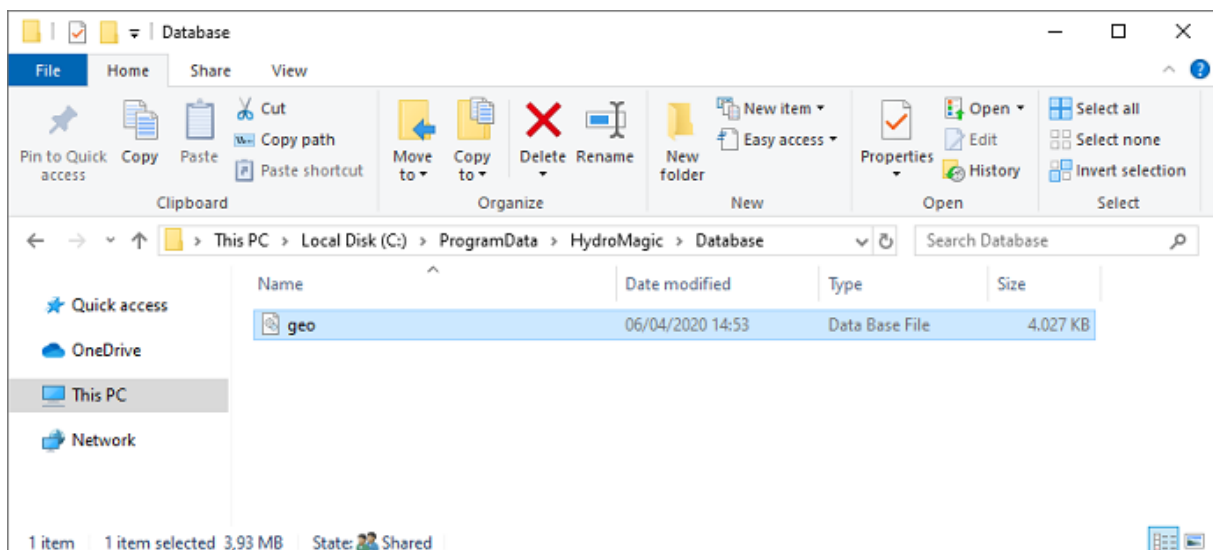 Database
File Home Share View
Pin to Quick access
Copy
Paste
Cut
Copy path
Paste shortcut
Clipboard
Move to
Copy to
Delete
Rename
Organize
New folder
New item
Easy access
New
Properties
Open
Edit
History
Open
Select all
Select none
Invert selection
Select
This PC > Local Disk (C:) > ProgramData > HydroMagic > Database
Search Database
Quick access
OneDrive
This PC
Network
Name Date modified Type Size
geo 06/04/2020 14:53 Data Base File 4.027 KB
1 item 1 item selected 3,93 MB State: Shared